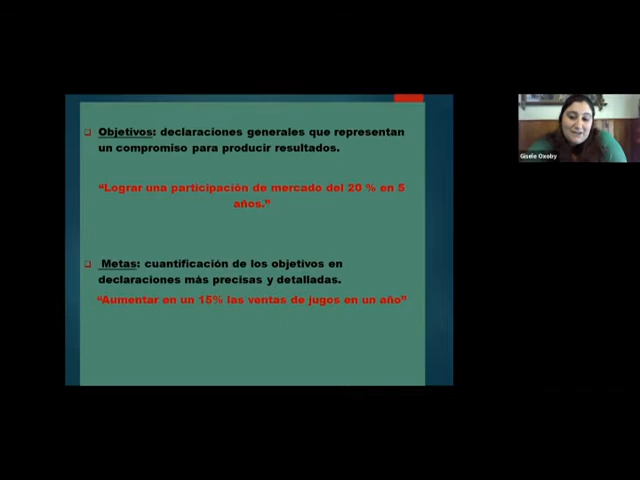 Objetivos: declaraciones generales que representan
un compromiso para producir resultados.
“Lograr una participación de mercado del 20 % en 5
años.”
Metas: cuantificación de los objetivos en
declaraciones más precisas y detalladas.
“Aumentar en un 15% las ventas de jugos en un año”
Gisele Oxoby